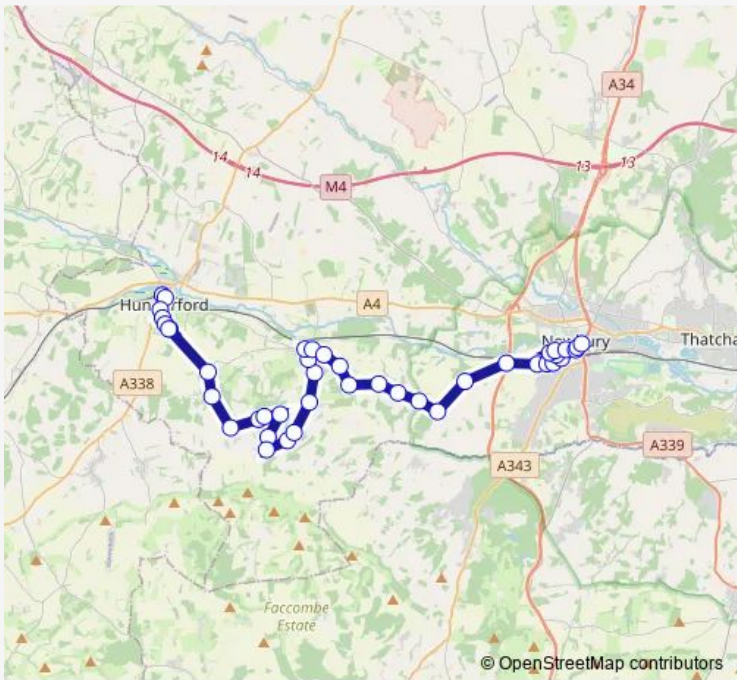 A34
14
14
13
13
M4
A4
Hungerford
Newbury
Thatcha
A338
A339
A343
Faccombe
Estate
© OpenStreetMap contributors